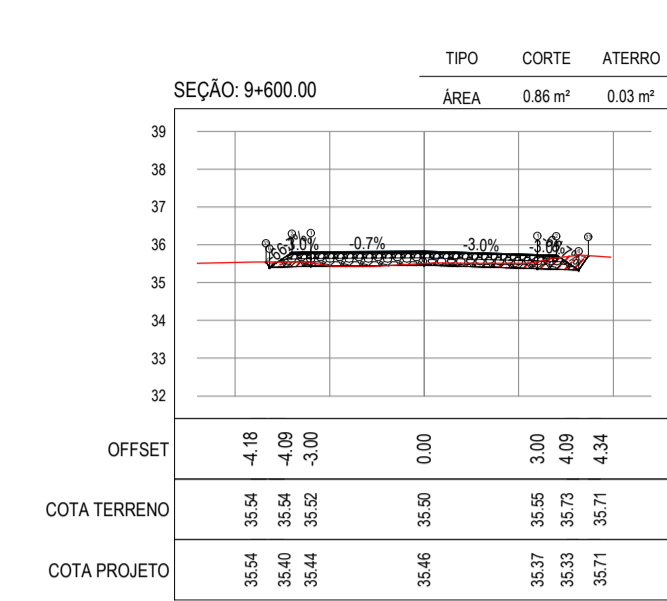 TIPO CORTE ATERRO
SEÇÃO: 9+600.00
ÁREA 0.86 m² 0.03 m²
39
38
37
36
35
34
33
32
-0.7% -3.0%
OFFSET -4.18 -4.09 -3.00 0.00 3.00 4.09 4.34
COTA TERRENO 35.54 35.54 35.52 35.50 35.55 35.73 35.71
COTA PROJETO 35.54 35.40 35.44 35.46 35.37 35.33 35.71